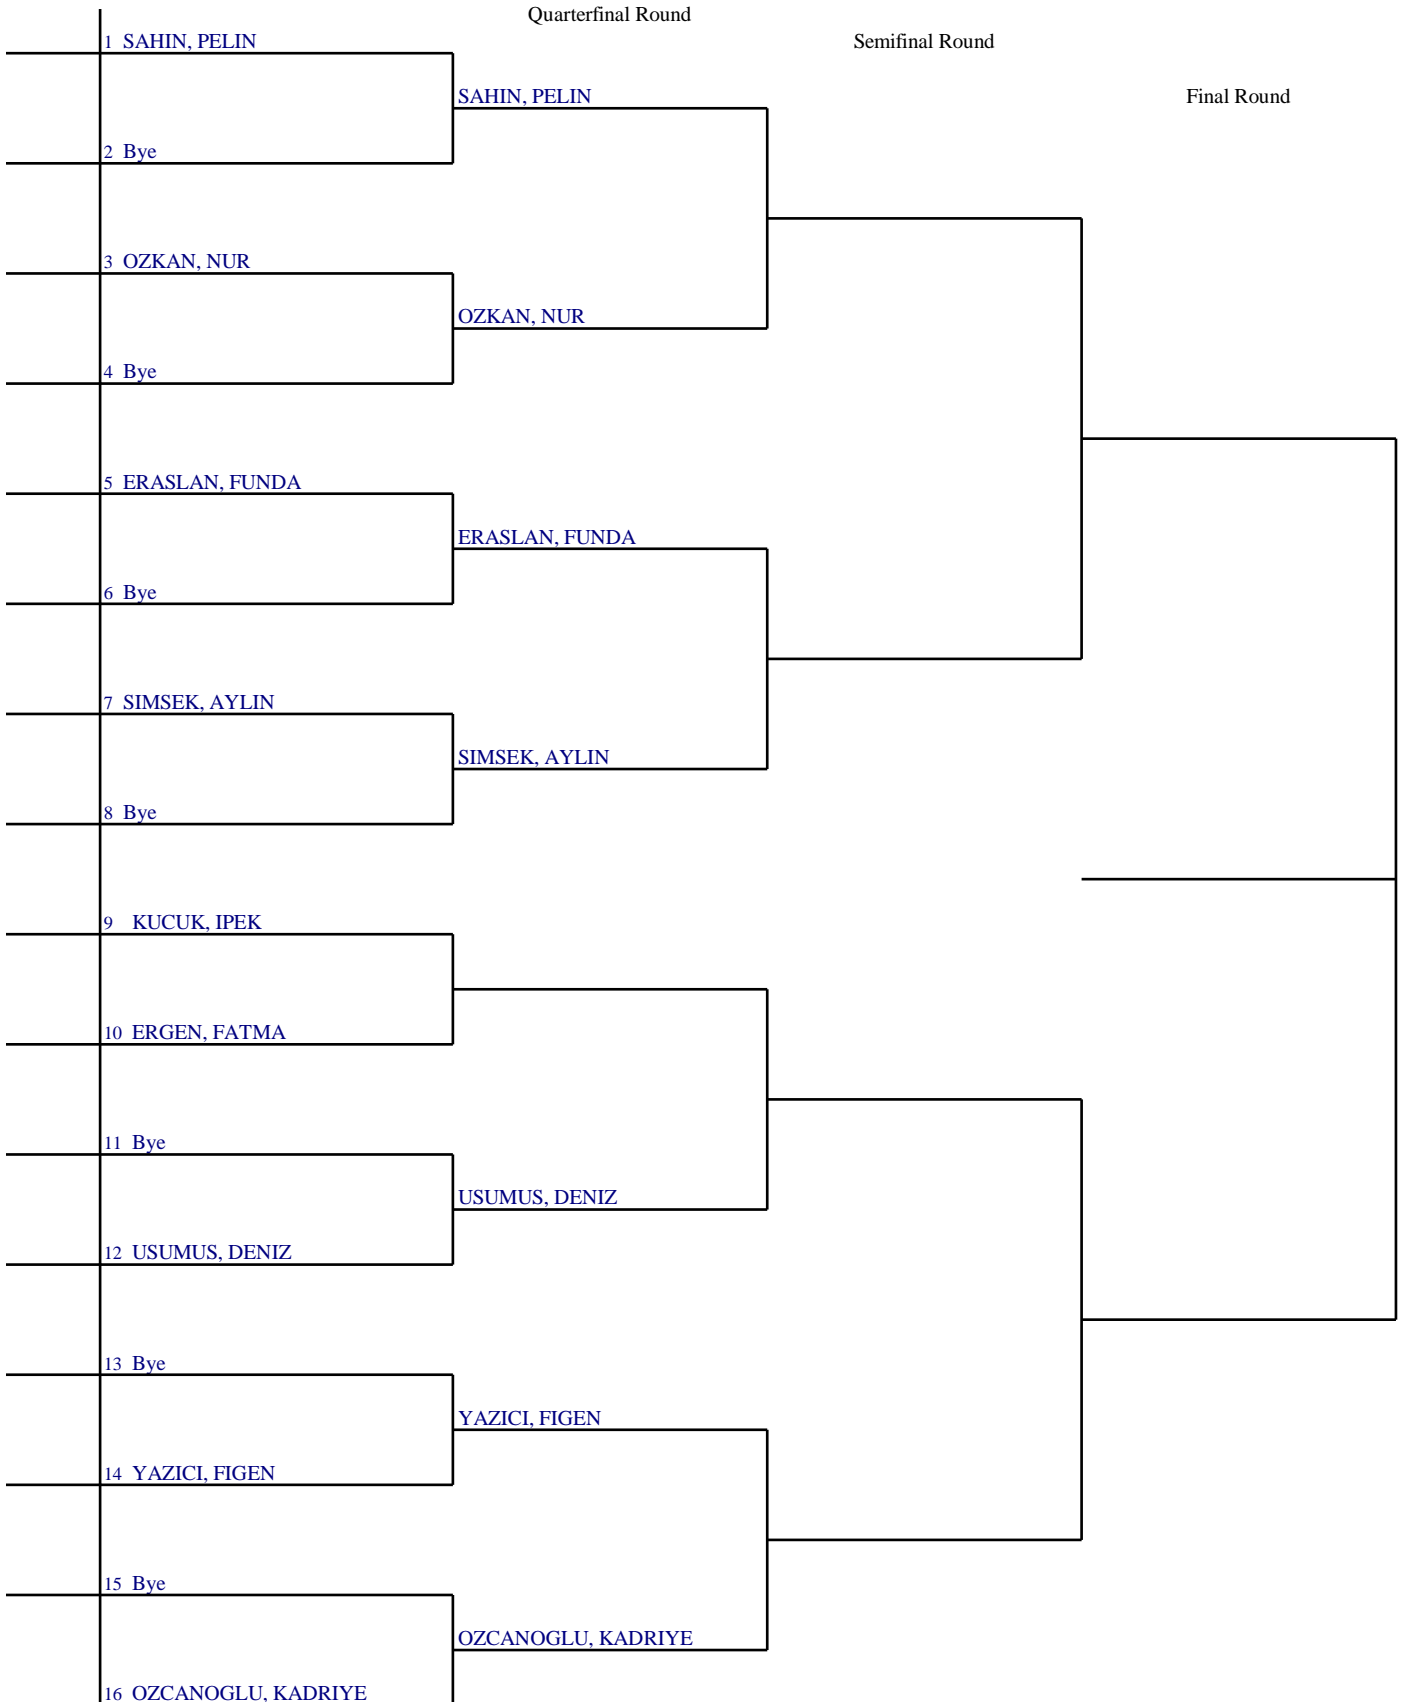 Quarterfinal Round
1 SAHIN, PELIN
Semifinal Round
SAHIN, PELIN
Final Round
2 Bye
3 OZKAN, NUR
OZKAN, NUR
4 Bye
5 ERASLAN, FUNDA
ERASLAN, FUNDA
6 Bye
7 SIMSEK, AYLIN
SIMSEK, AYLIN
8 Bye
9 KUCUK, IPEK
10 ERGEN, FATMA
11 Bye
USUMUS, DENIZ
12 USUMUS, DENIZ
13 Bye
YAZICI, FIGEN
14 YAZICI, FIGEN
15 Bye
OZCANOGLU, KADRIYE
16 OZCANOGLU, KADRIYE